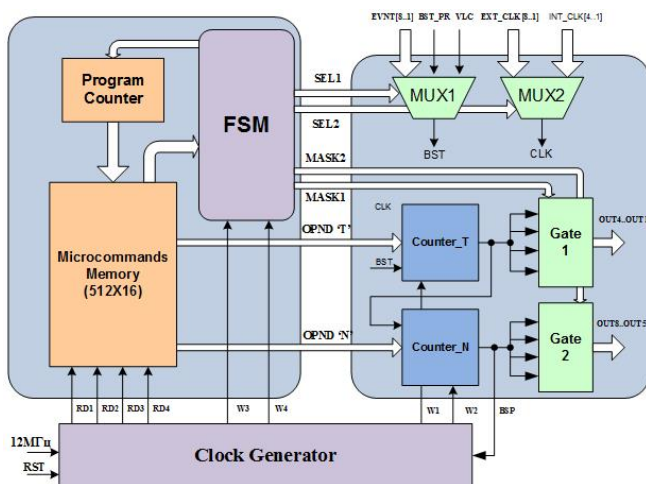 EVNT[8..1] BST_PR VLC EXT_CLK[8..1] INT_CLK[4..1]
Program
Counter
FSM
SEL1
SEL2
MUX1
MUX2
BST
CLK
MASK2
MASK1
OPND 'T'
CLK
BST
Counter_T
Gate
1
Microcommands
Memory
(512X16)
OPND 'N'
Counter_N
Gate
2
OUT8..OUT5
RD1 RD2 RD3 RD4 W3 W4 W1 W2 BSP
12МГц
RST
Clock Generator